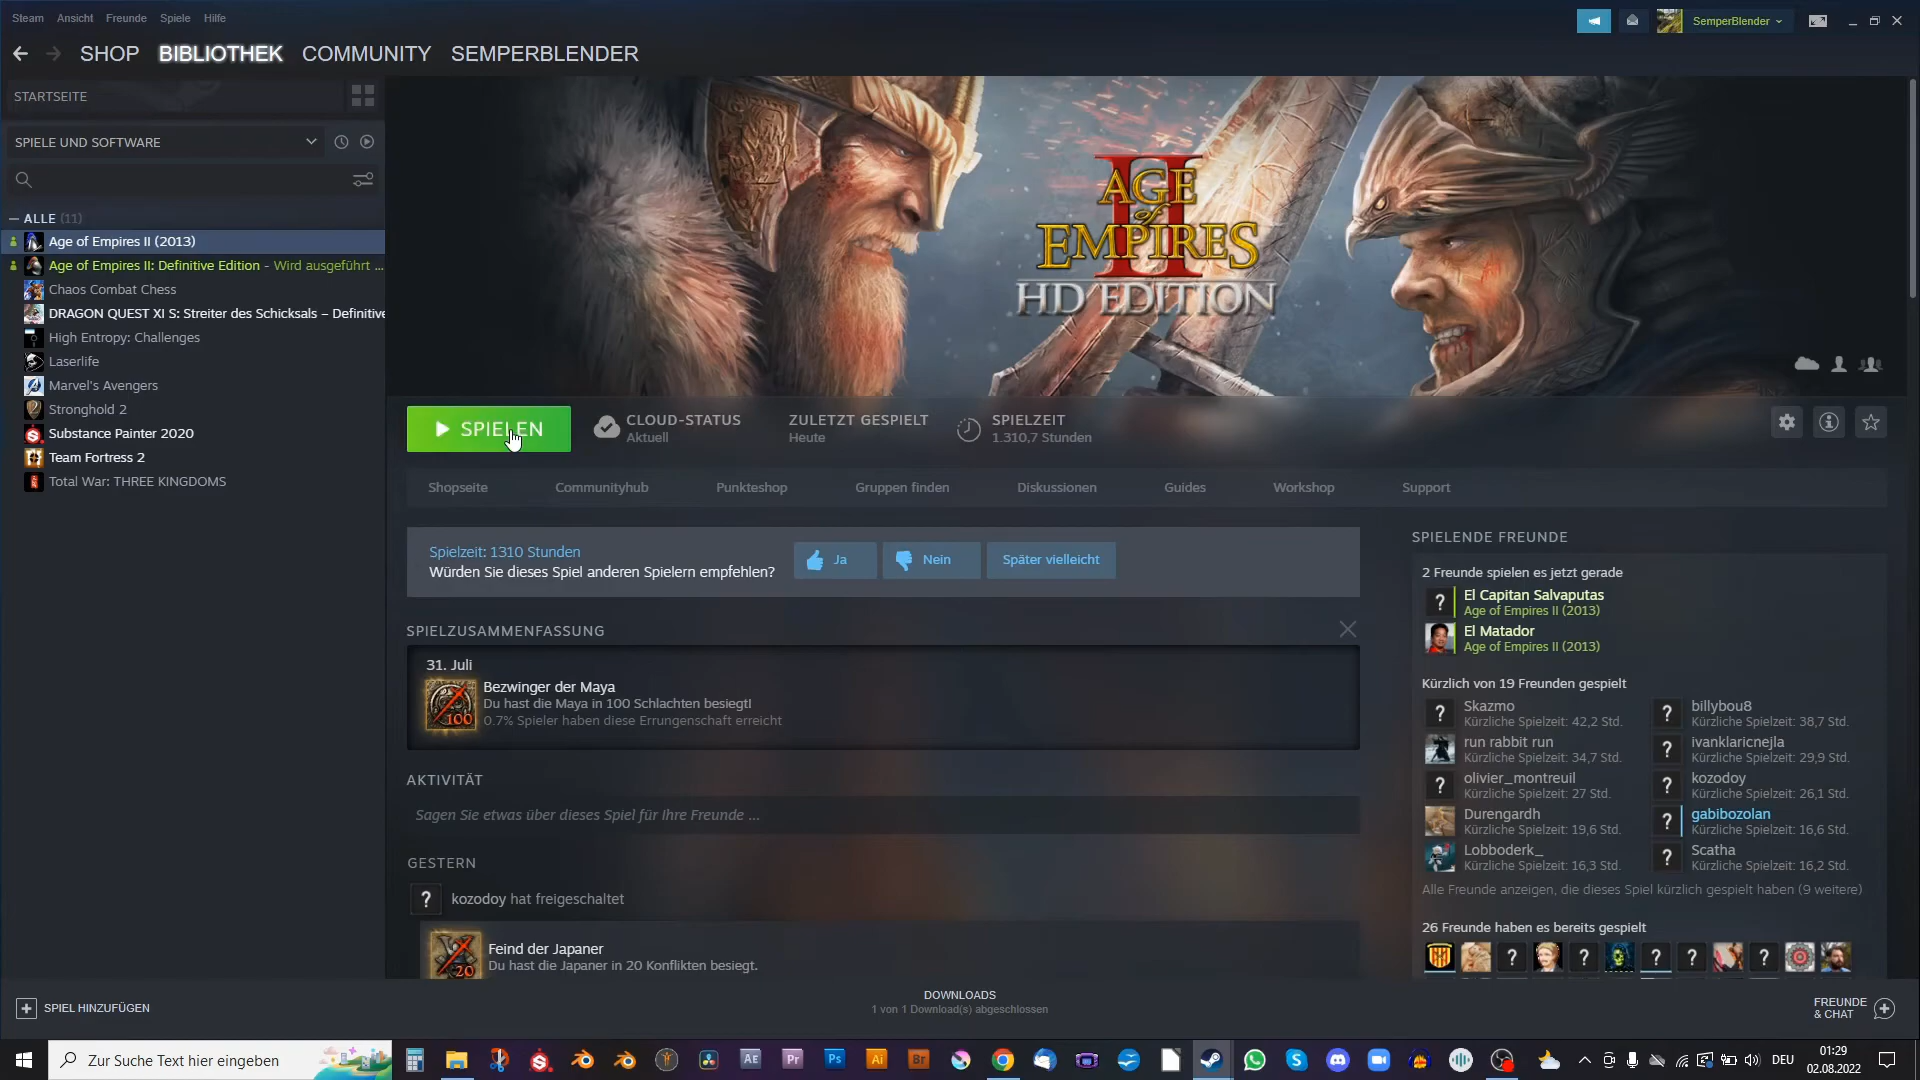 Steam Ansicht Freunde Spiele Hilfe
SemperBlender
SHOP BIBLIOTHEK COMMUNITY SEMPERBLENDER
STARTSEITE
SPIELE UND SOFTWARE
ALLE (11)
Age of Empires II (2013)
Age of Empires II: Definitive Edition - Wird ausgeführt ...
Chaos Combat Chess
DRAGON QUEST XI S: Streiter des Schicksals – Definitive
High Entropy: Challenges
Laserlife
Marvel's Avengers
Stronghold 2
Substance Painter 2020
Team Fortress 2
Total War: THREE KINGDOMS
SPIEL HINZUFÜGEN
II
AGE
of
EMPIRES
HD EDITION
SPIELEN
CLOUD-STATUS
Aktuell
ZULETZT GESPIELT
Heute
SPIELZEIT
1.310,7 Stunden
Shopseite Communityhub Punkteshop Gruppen finden Diskussionen Guides Workshop Support
Spielzeit: 1310 Stunden
Würden Sie dieses Spiel anderen Spielern empfehlen?
Ja
Nein
Später vielleicht
SPIELZUSAMMENFASSUNG
31. Juli
100
Bezwinger der Maya
Du hast die Maya in 100 Schlachten besiegt!
0.7% Spieler haben diese Errungenschaft erreicht
AKTIVITÄT
Sagen Sie etwas über dieses Spiel für Ihre Freunde ...
GESTERN
? kozodoy hat freigeschaltet
20
Feind der Japaner
Du hast die Japaner in 20 Konflikten besiegt.
SPIELENDE FREUNDE
2 Freunde spielen es jetzt gerade
? El Capitan Salvaputas
Age of Empires II (2013)
El Matador
Age of Empires II (2013)
Kürzlich von 19 Freunden gespielt
? Skazmo
Kürzliche Spielzeit: 42,2 Std.
? billybou8
Kürzliche Spielzeit: 38,7 Std.
run rabbit run
Kürzliche Spielzeit: 34,7 Std.
? ivanklaricnejla
Kürzliche Spielzeit: 29,9 Std.
? olivier_montreuil
Kürzliche Spielzeit: 27 Std.
? kozodoy
Kürzliche Spielzeit: 26,1 Std.
Durengardh
Kürzliche Spielzeit: 19,6 Std.
? gabibozolan
Kürzliche Spielzeit: 16,6 Std.
Lobboderk_
Kürzliche Spielzeit: 16,3 Std.
? Scatha
Kürzliche Spielzeit: 16,2 Std.
Alle Freunde anzeigen, die dieses Spiel kürzlich gespielt haben (9 weitere)
26 Freunde haben es bereits gespielt
? ? ? ? ?
DOWNLOADS
1 von 1 Download(s) abgeschlossen
FREUNDE
& CHAT
Zur Suche Text hier eingeben
Ae Pr Ps Ai Br
DEU
01:29
02.08.2022